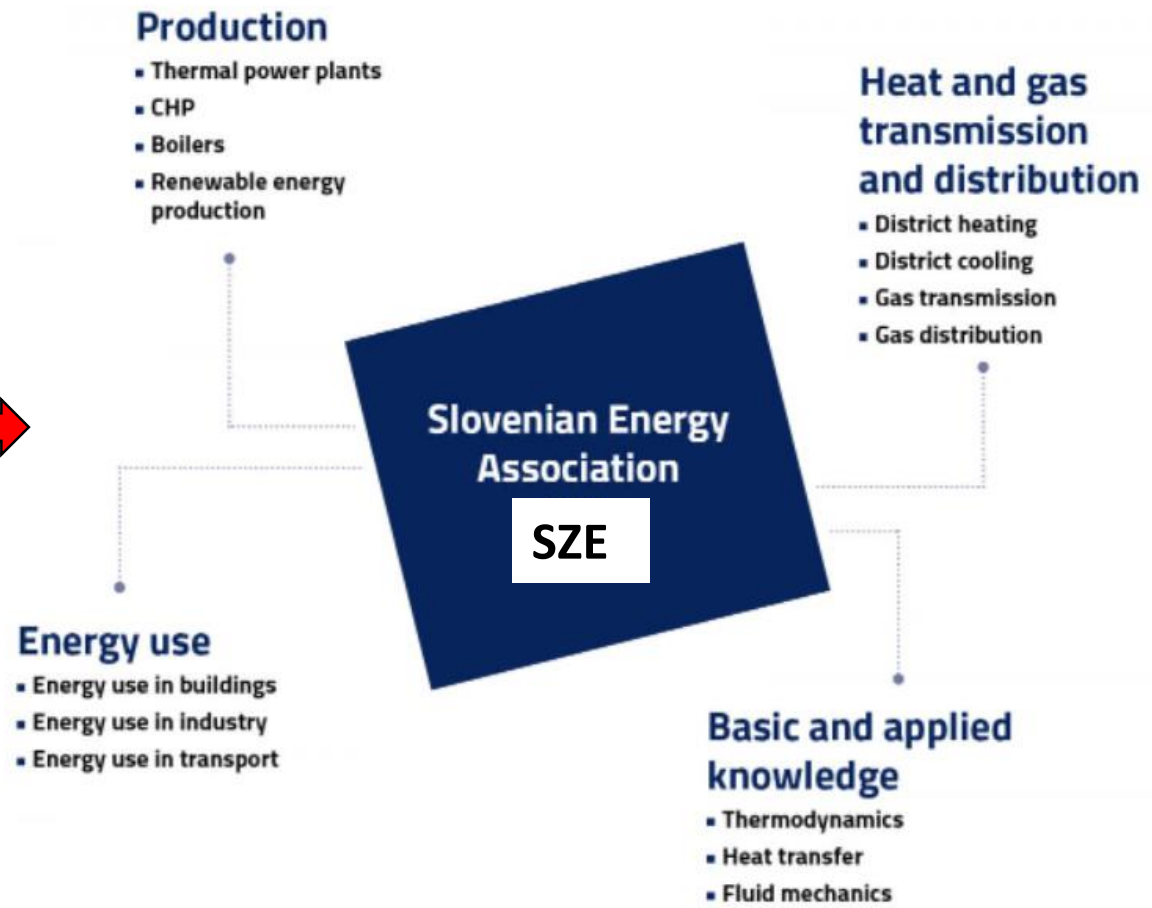 Production
▪ Thermal power plants
▪ CHP
▪ Boilers
▪ Renewable energy
production
Heat and gas
transmission
and distribution
▪ District heating
▪ District cooling
▪ Gas transmission
▪ Gas distribution
Slovenian Energy
Association
SZE
Energy use
▪ Energy use in buildings
▪ Energy use in industry
▪ Energy use in transport
Basic and applied
knowledge
▪ Thermodynamics
▪ Heat transfer
▪ Fluid mechanics